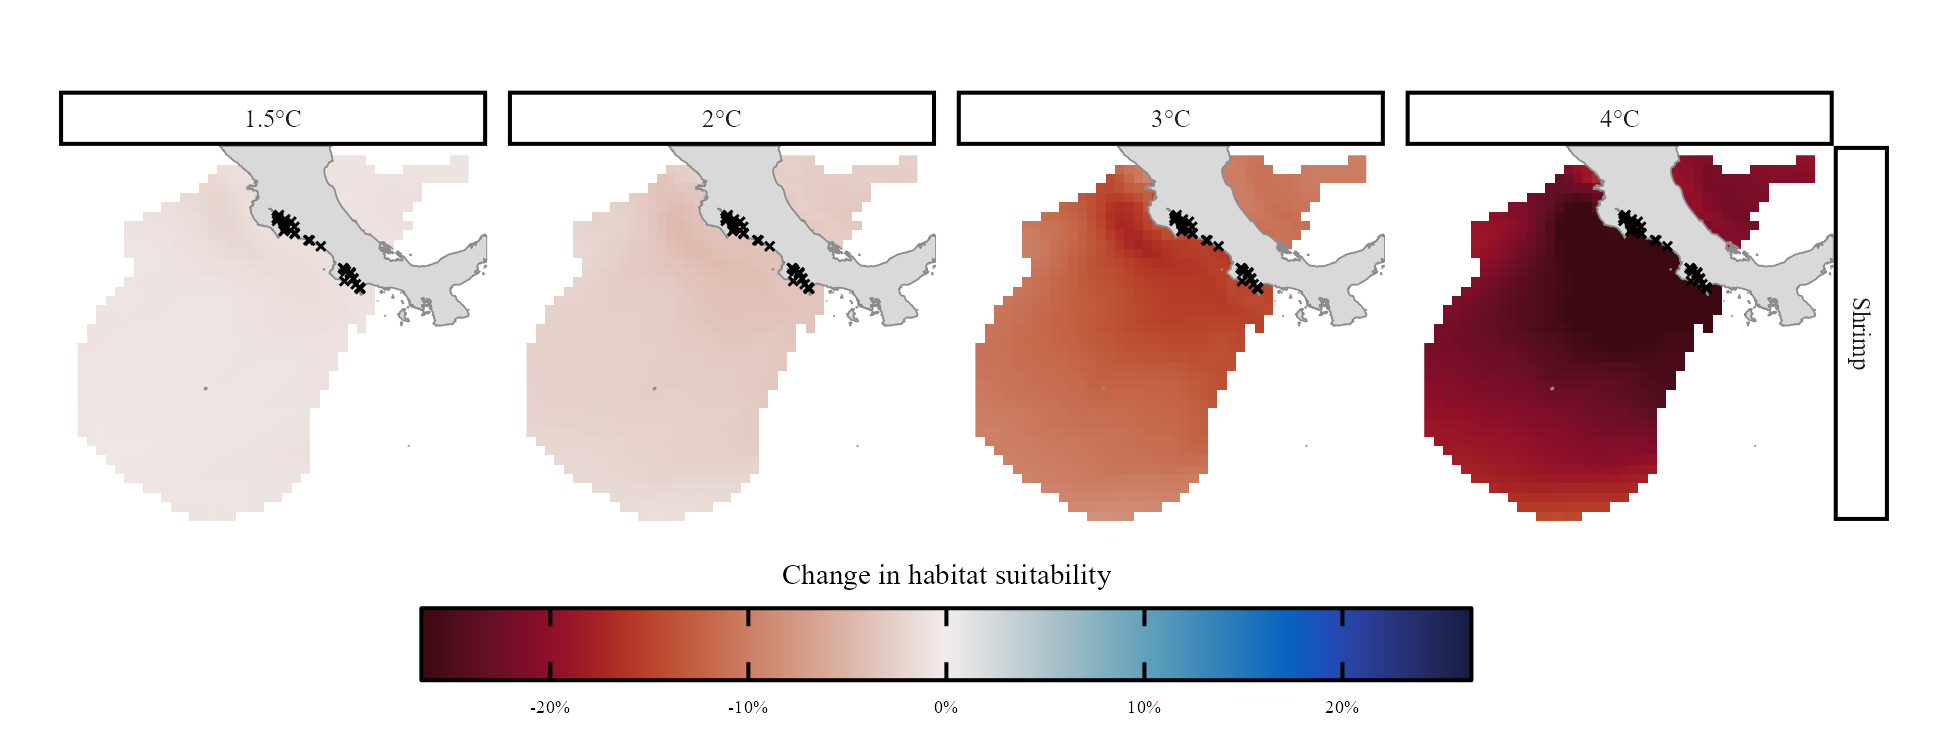 1.5°C
2°C
3°C
4°C
Shrimp
Change in habitat suitability
-20%
-10%
0%
10%
20%